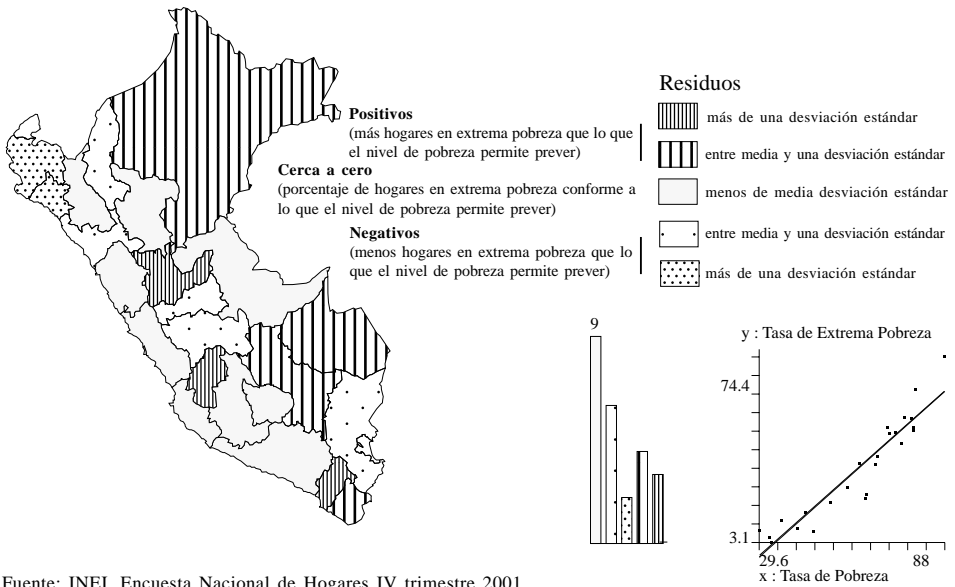 Positivos
(más hogares en extrema pobreza que lo que
el nivel de pobreza permite prever)
Cerca a cero
(porcentaje de hogares en extrema pobreza conforme a
lo que el nivel de pobreza permite prever)
Negativos
(menos hogares en extrema pobreza que lo
que el nivel de pobreza permite prever)
Residuos
más de una desviación estándar
entre media y una desviación estándar
menos de media desviación estándar
entre media y una desviación estándar
más de una desviación estándar
9
y : Tasa de Extrema Pobreza
74.4
3.1
29.6
88
x : Tasa de Pobreza
Fuente: INEI, Encuesta Nacional de Hogares IV trimestre 2001